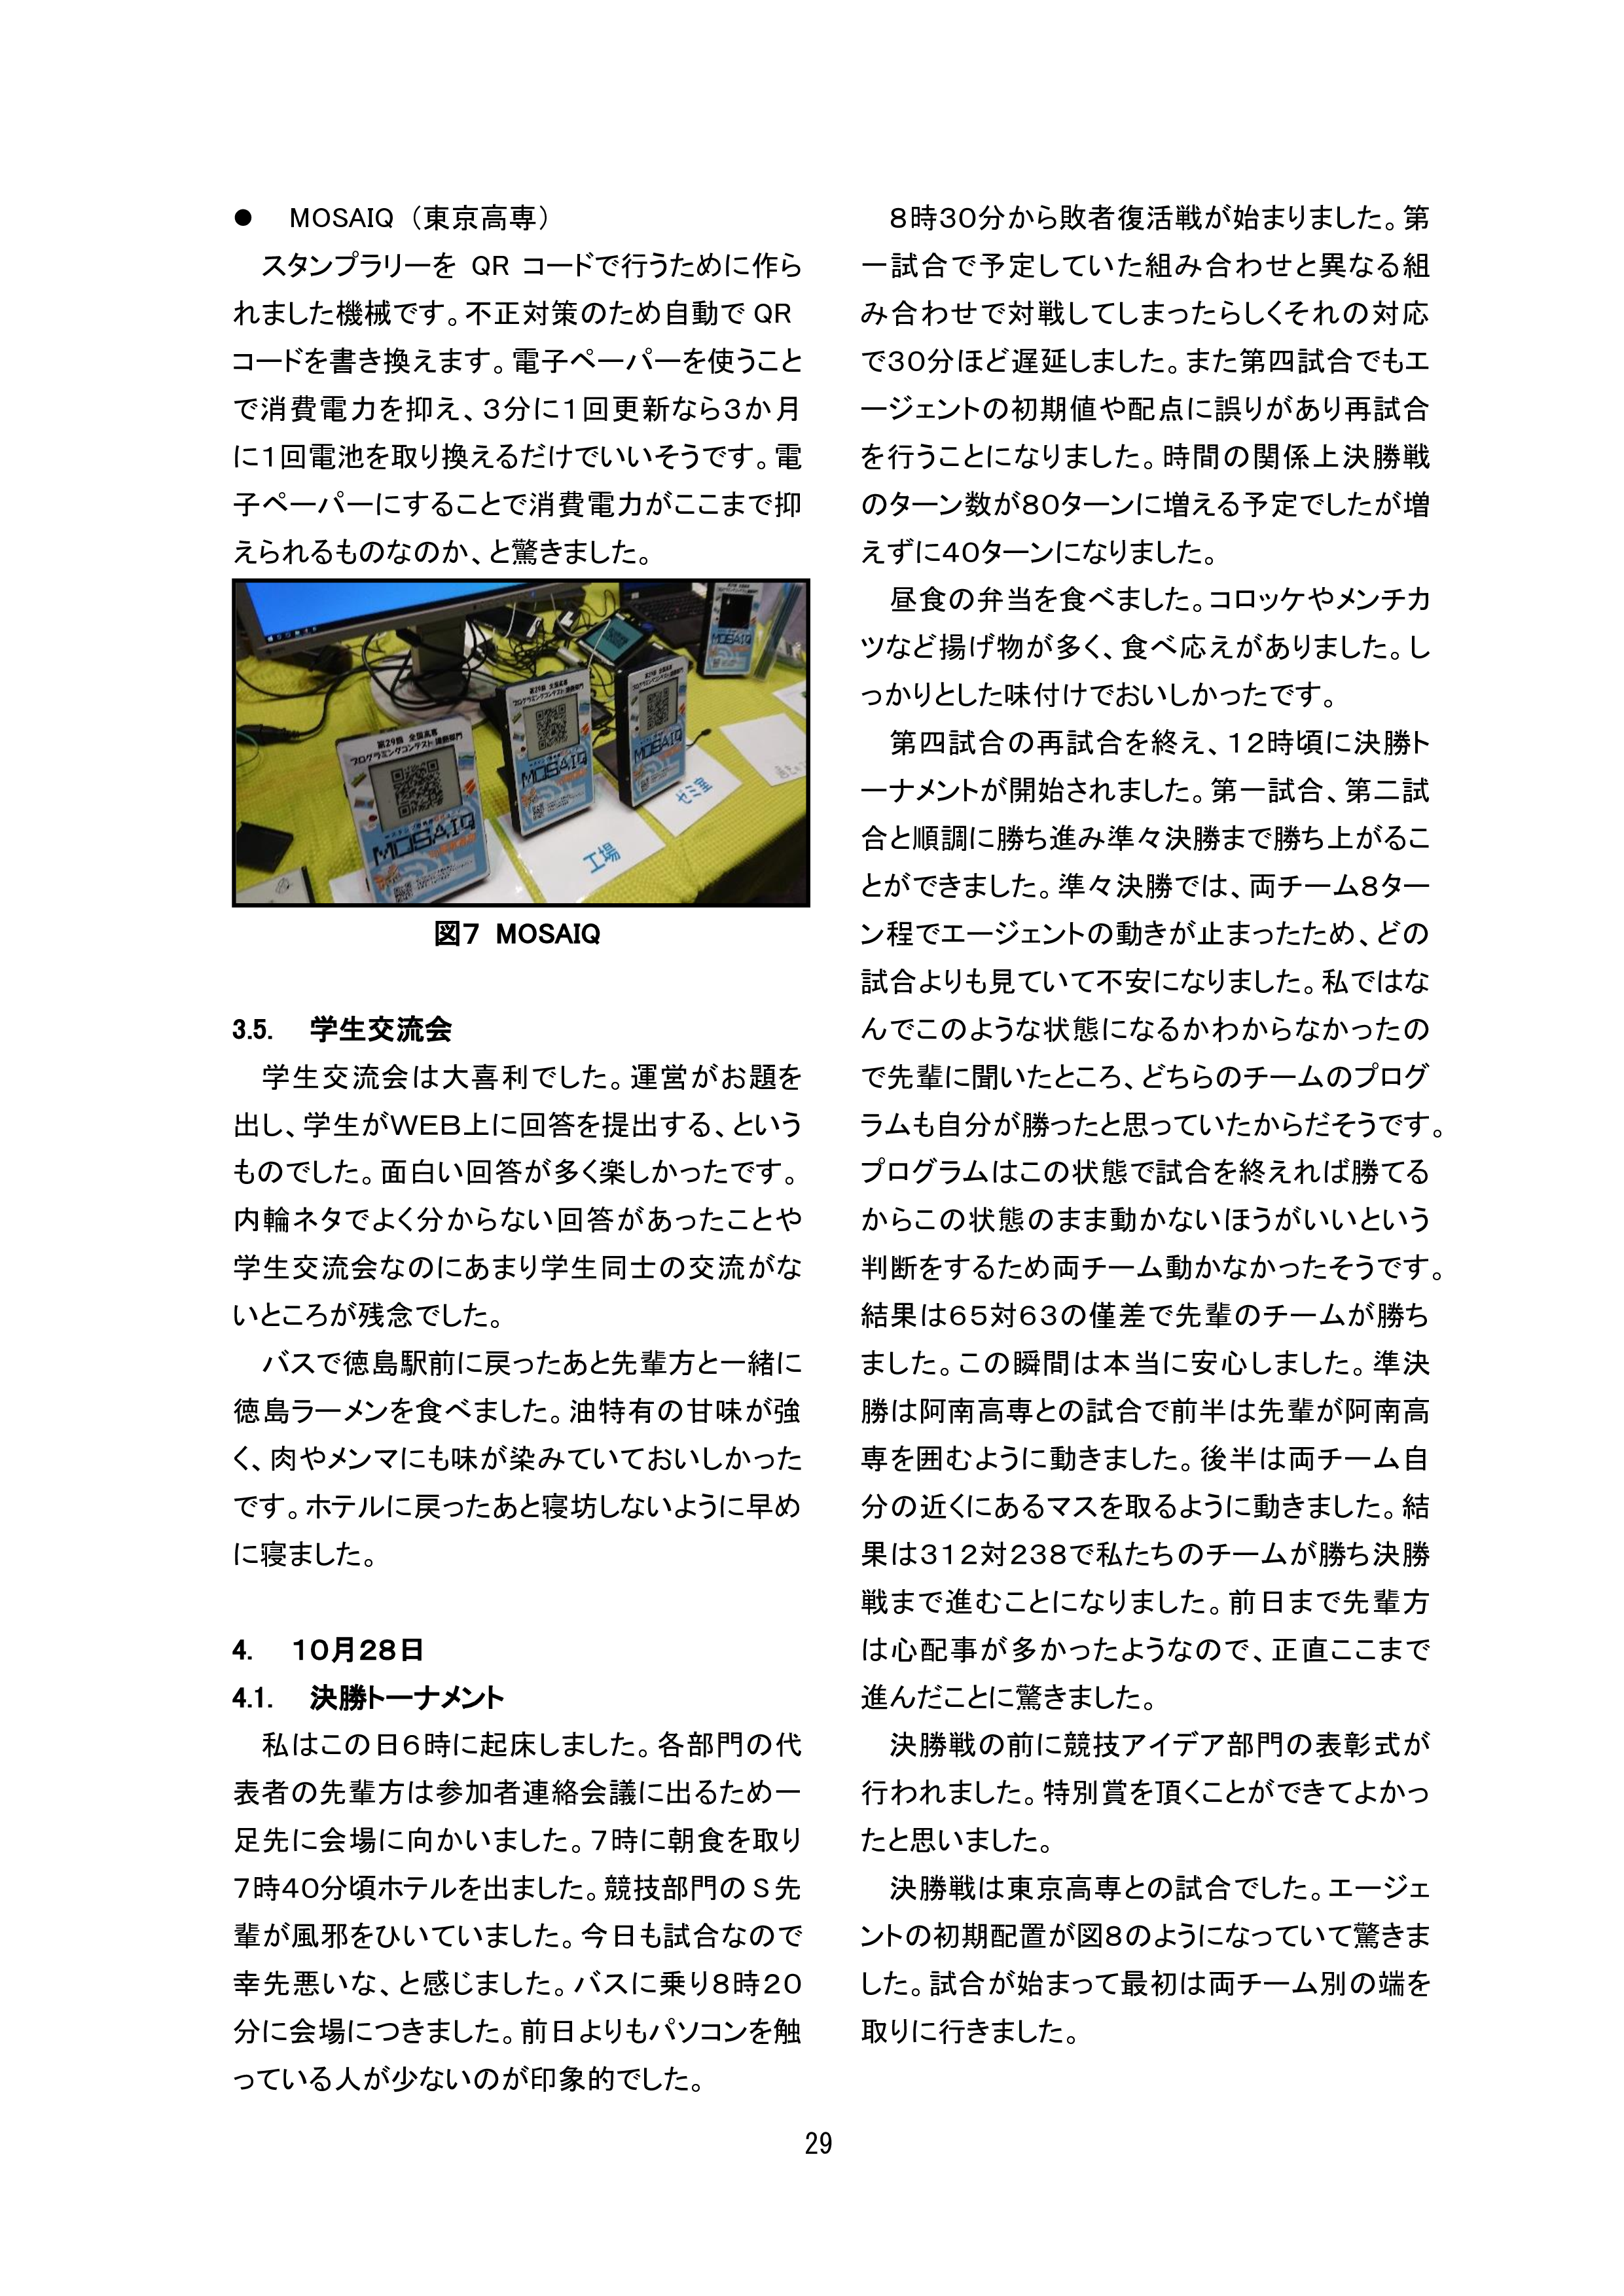 ● MOSAIQ（東京高専）
スタンプラリーを QR コードで行うために作ら
れました機械です。不正対策のため自動で QR
コードを書き換えます。電子ペーパーを使うこと
で消費電力を抑え、3分に1回更新なら3か月
に1回電池を取り換えるだけでいいそうです。電
子ペーパーにすることで消費電力がここまで抑
えられるものなのか、と驚きました。
第29回 全国高専
プログラミングコンテスト 競技部門
MOSAIQ
MOSAIQ
MOSAIQ
MOSAIQ
工場
ゼミ室
図7 MOSAIQ
3.5. 学生交流会
学生交流会は大喜利でした。運営がお題を
出し、学生がWEB上に回答を提出する、という
ものでした。面白い回答が多く楽しかったです。
内輪ネタでよく分からない回答があったことや
学生交流会なのにあまり学生同士の交流がな
いところが残念でした。
バスで徳島駅前に戻ったあと先輩方と一緒に
徳島ラーメンを食べました。油特有の甘味が強
く、肉やメンマにも味が染みていておいしかった
です。ホテルに戻ったあと寝坊しないように早め
に寝ました。
4. 10月28日
4.1. 決勝トーナメント
私はこの日6時に起床しました。各部門の代
表者の先輩方は参加者連絡会議に出るため一
足先に会場に向かいました。7時に朝食を取り
7時40分頃ホテルを出ました。競技部門の S 先
輩が風邪をひいていました。今日も試合なので
幸先悪いな、と感じました。バスに乗り8時20
分に会場につきました。前日よりもパソコンを触
っている人が少ないのが印象的でした。
8時30分から敗者復活戦が始まりました。第
一試合で予定していた組み合わせと異なる組
み合わせで対戦してしまったらしくそれの対応
で30分ほど遅延しました。また第四試合でもエ
ージェントの初期値や配点に誤りがあり再試合
を行うことになりました。時間の関係上決勝戦
のターン数が80ターンに増える予定でしたが増
えずに40ターンになりました。
昼食の弁当を食べました。コロッケやメンチカ
ツなど揚げ物が多く、食べ応えがありました。し
っかりとした味付けでおいしかったです。
第四試合の再試合を終え、12時頃に決勝ト
ーナメントが開始されました。第一試合、第二試
合と順調に勝ち進み準々決勝まで勝ち上がるこ
とができました。準々決勝では、両チーム8ター
ン程でエージェントの動きが止まったため、どの
試合よりも見ていて不安になりました。私ではな
んでこのような状態になるかわからなかったの
で先輩に聞いたところ、どちらのチームのプログ
ラムも自分が勝ったと思っていたからだそうです。
プログラムはこの状態で試合を終えれば勝てる
からこの状態のまま動かないほうがいいという
判断をするため両チーム動かなかったそうです。
結果は65対63の僅差で先輩のチームが勝ち
ました。この瞬間は本当に安心しました。準決
勝は阿南高専との試合で前半は先輩が阿南高
専を囲むように動きました。後半は両チーム自
分の近くにあるマスを取るように動きました。結
果は312対238で私たちのチームが勝ち決勝
戦まで進むことになりました。前日まで先輩方
は心配事が多かったようなので、正直ここまで
進んだことに驚きました。
決勝戦の前に競技アイデア部門の表彰式が
行われました。特別賞を頂くことができてよかっ
たと思いました。
決勝戦は東京高専との試合でした。エージェ
ントの初期配置が図8のようになっていて驚きま
した。試合が始まって最初は両チーム別の端を
取りに行きました。
29